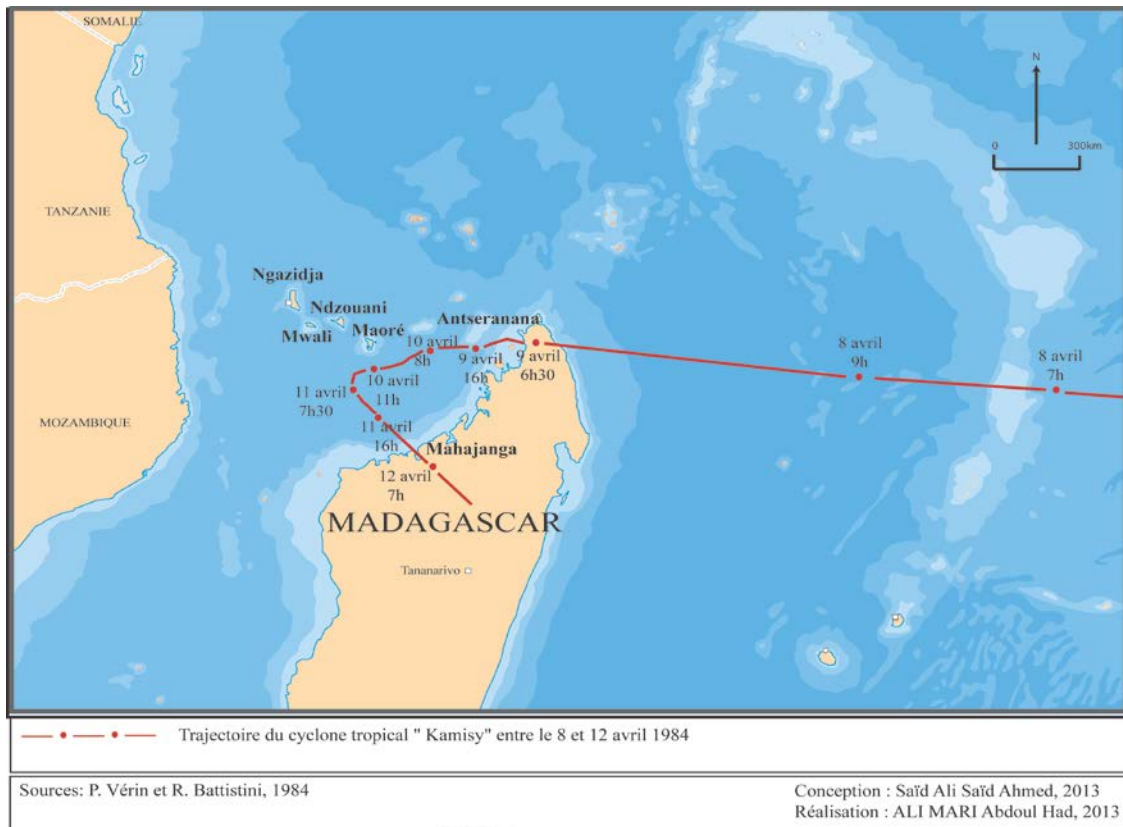 SOMALIE
N
0 300km
TANZANIE
Ngazidja
Ndzouani
Mwali
Maoré
Antseranana
10 avril
8h
9 avril
16h
9 avril
6h30
8 avril
9h
8 avril
7h
10 avril
11h
11 avril
7h30
11 avril
16h
MOZAMBIQUE
Mahajanga
12 avril
7h
MADAGASCAR
Tananarivo
Trajectoire du cyclone tropical " Kamisy" entre le 8 et 12 avril 1984
Sources: P. Vérin et R. Battistini, 1984
Conception : Saïd Ali Saïd Ahmed, 2013
Réalisation : ALI MARI Abdoul Had, 2013